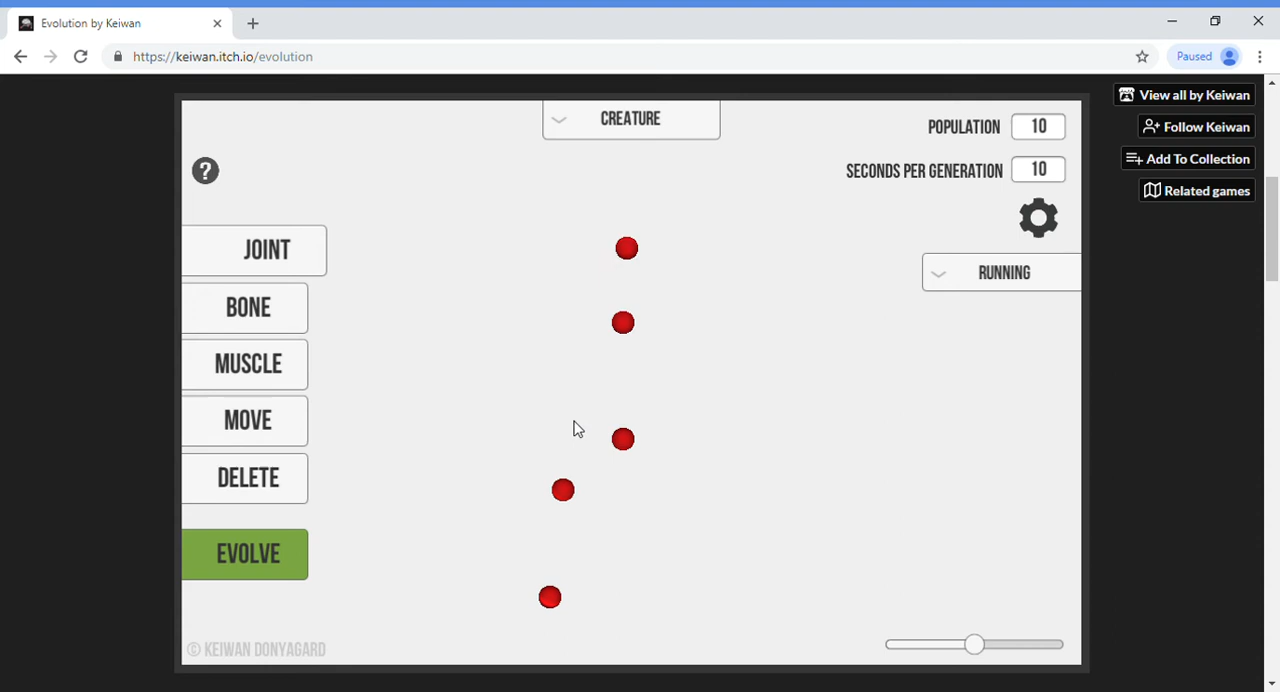 Evolution by Keiwan
https://keiwan.itch.io/evolution
Paused
View all by Keiwan
Follow Keiwan
Add To Collection
Related games
CREATURE
POPULATION 10
SECONDS PER GENERATION 10
?
RUNNING
JOINT
BONE
MUSCLE
MOVE
DELETE
EVOLVE
© KEIWAN DONYAGARD